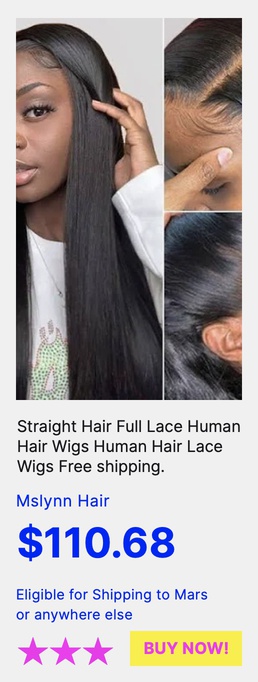 Straight Hair Full Lace Human
Hair Wigs Human Hair Lace
Wigs Free shipping.
Mslynn Hair
$110.68
Eligible for Shipping to Mars
or anywhere else
BUY NOW!